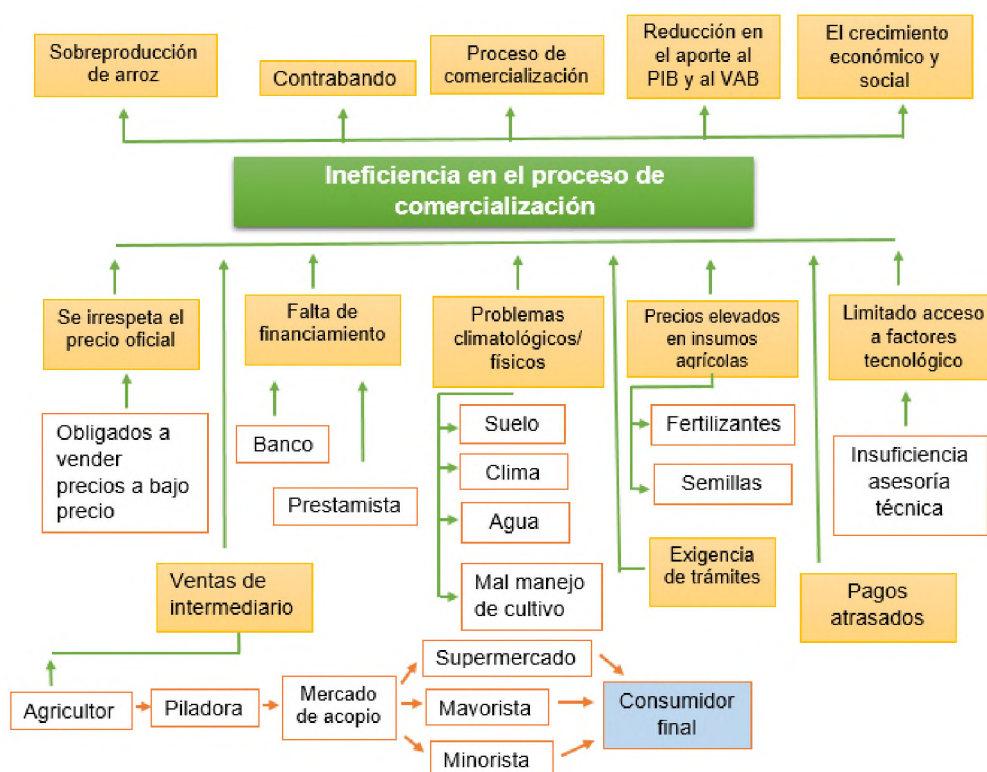 Sobreproducción
de arroz
Contrabando
Proceso de
comercialización
Reducción en
el aporte al
PIB y al VAB
El crecimiento
económico y
social
Ineficiencia en el proceso de
comercialización
Se irrespeta el
precio oficial
Falta de
financiamiento
Problemas
climatológicos/
físicos
Precios elevados
en insumos
agrícolas
Limitado acceso
a factores
tecnológico
Obligados a
vender
precios a bajo
precio
Banco
Prestamista
Suelo
Clima
Agua
Mal manejo
de cultivo
Fertilizantes
Semillas
Insuficiencia
asesoría
técnica
Ventas de
intermediario
Exigencia
de trámites
Pagos
atrasados
Agricultor
Piladora
Mercado
de acopio
Supermercado
Mayorista
Minorista
Consumidor
final